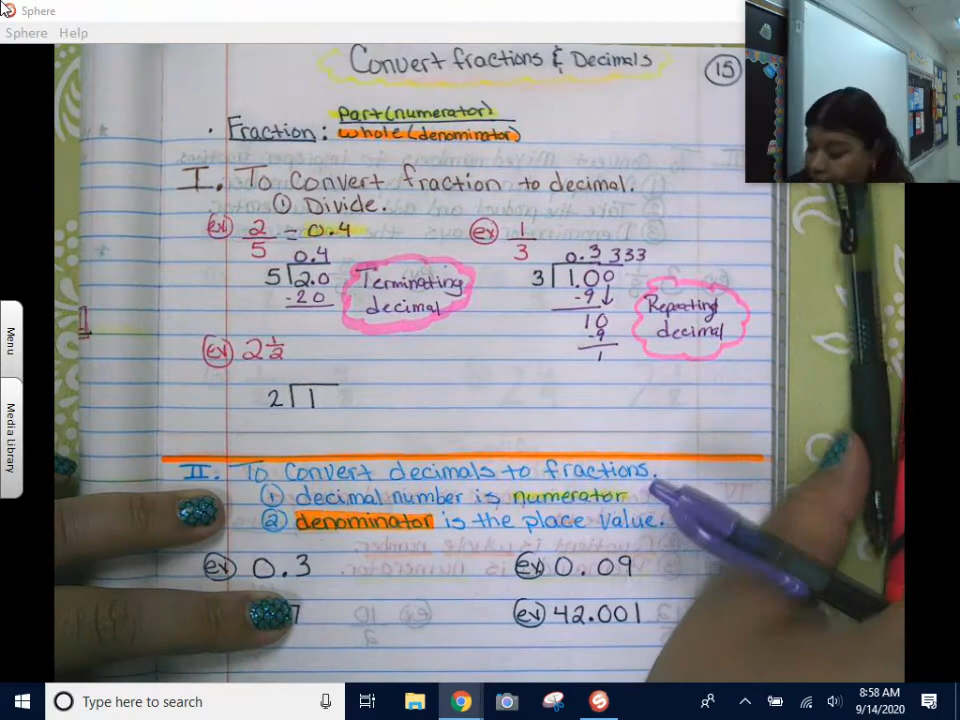 Sphere
Sphere Help
Convert fractions & Decimals
15
part(numerator)
· Fraction: whole(denominator)
I. To Convert fraction to decimal.
① Divide.
ex 2/5 = 0.4
ex 1/3
0.4
0.3 333
5 2.0
3 1.00
-20
-9↓
10
-9
1
Terminating
decimal
Repeating
decimal
ex 2 1/2
2 1
II. To Convert decimals to fractions.
① decimal number is numerator
② denominator is the place value.
ex 0.3
ex 0.09
7
ex 42.001
Menu
Media Library
Type here to search
8:58 AM
9/14/2020